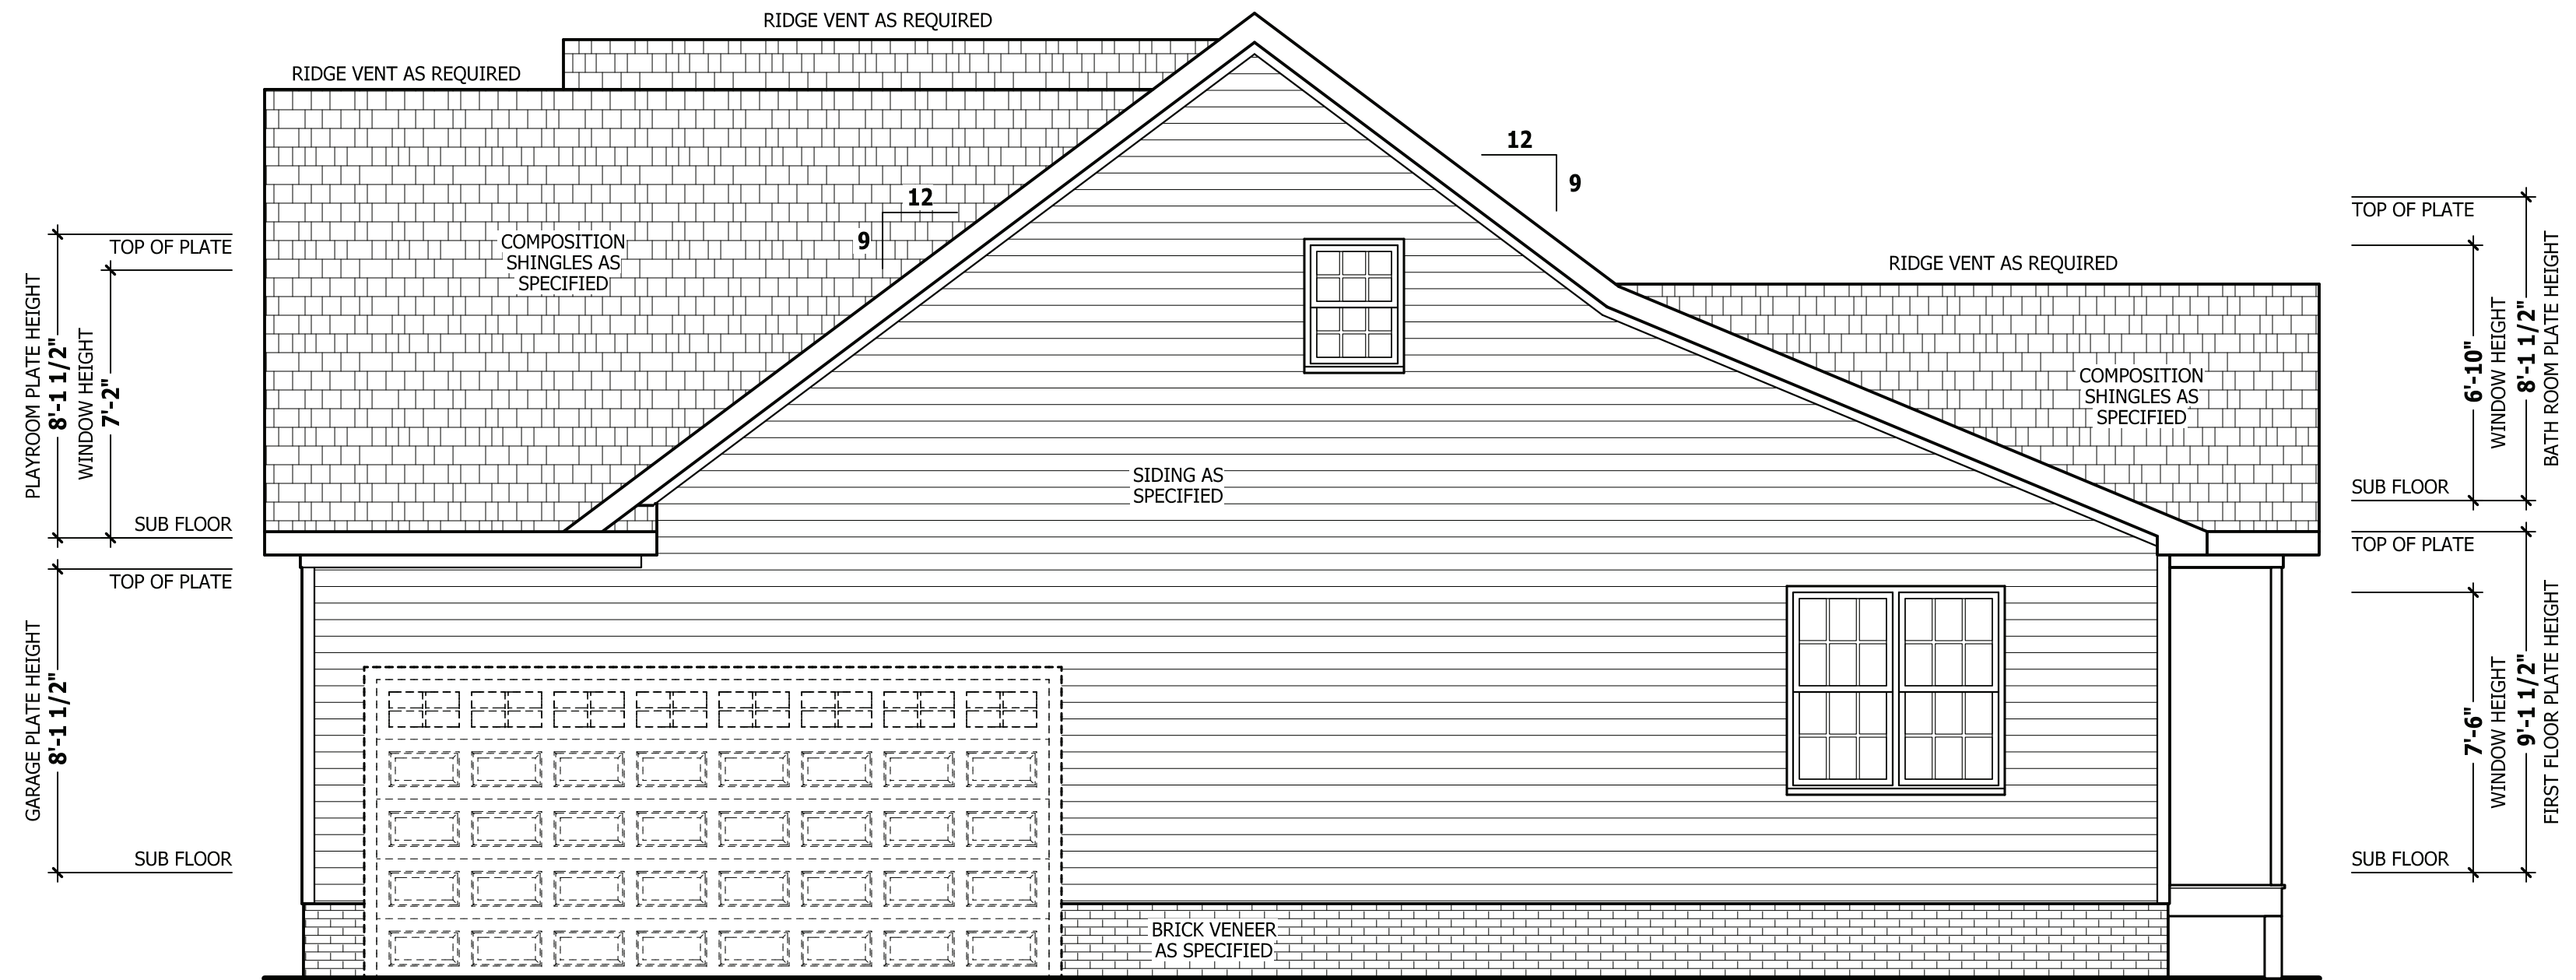 RIDGE VENT AS REQUIRED
RIDGE VENT AS REQUIRED
12
9
12
9
COMPOSITION
SHINGLES AS
SPECIFIED
RIDGE VENT AS REQUIRED
COMPOSITION
SHINGLES AS
SPECIFIED
SIDING AS
SPECIFIED
BRICK VENEER
AS SPECIFIED
TOP OF PLATE
PLAYROOM PLATE HEIGHT
8'-1 1/2"
WINDOW HEIGHT
7'-2"
SUB FLOOR
TOP OF PLATE
GARAGE PLATE HEIGHT
8'-1 1/2"
SUB FLOOR
TOP OF PLATE
6'-10"
WINDOW HEIGHT
8'-1 1/2"
BATH ROOM PLATE HEIGHT
SUB FLOOR
TOP OF PLATE
7'-6"
WINDOW HEIGHT
9'-1 1/2"
FIRST FLOOR PLATE HEIGHT
SUB FLOOR